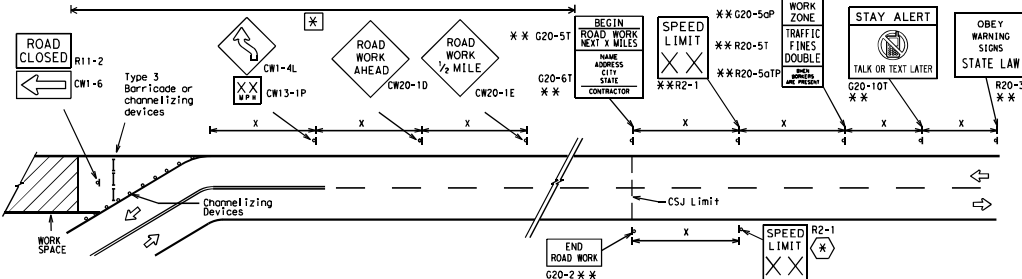 ROAD
CLOSED
R11-2
CW1-6
Type 3
Barricade or
channelizing
devices
*
CW1-4L
XX
MPH
CW13-1P
ROAD
WORK
AHEAD
CW20-1D
ROAD
WORK
1/2 MILE
CW20-1E
** G20-5T
BEGIN
ROAD WORK
NEXT X MILES
NAME
ADDRESS
CITY
STATE
CONTRACTOR
G20-6T
**
SPEED
LIMIT
XX
**R2-1
**G20-5aP
WORK
ZONE
**R20-5T
TRAFFIC
FINES
DOUBLE
**R20-5aTP
WHEN
WORKERS
ARE PRESENT
STAY ALERT
TALK OR TEXT LATER
G20-10T
**
OBEY
WARNING
SIGNS
STATE LAW
R20-3
**
X X X X X X X
Channelizing
Devices
WORK
SPACE
CSJ Limit
END
ROAD WORK
G20-2 **
X
SPEED
LIMIT
XX
R2-1
*